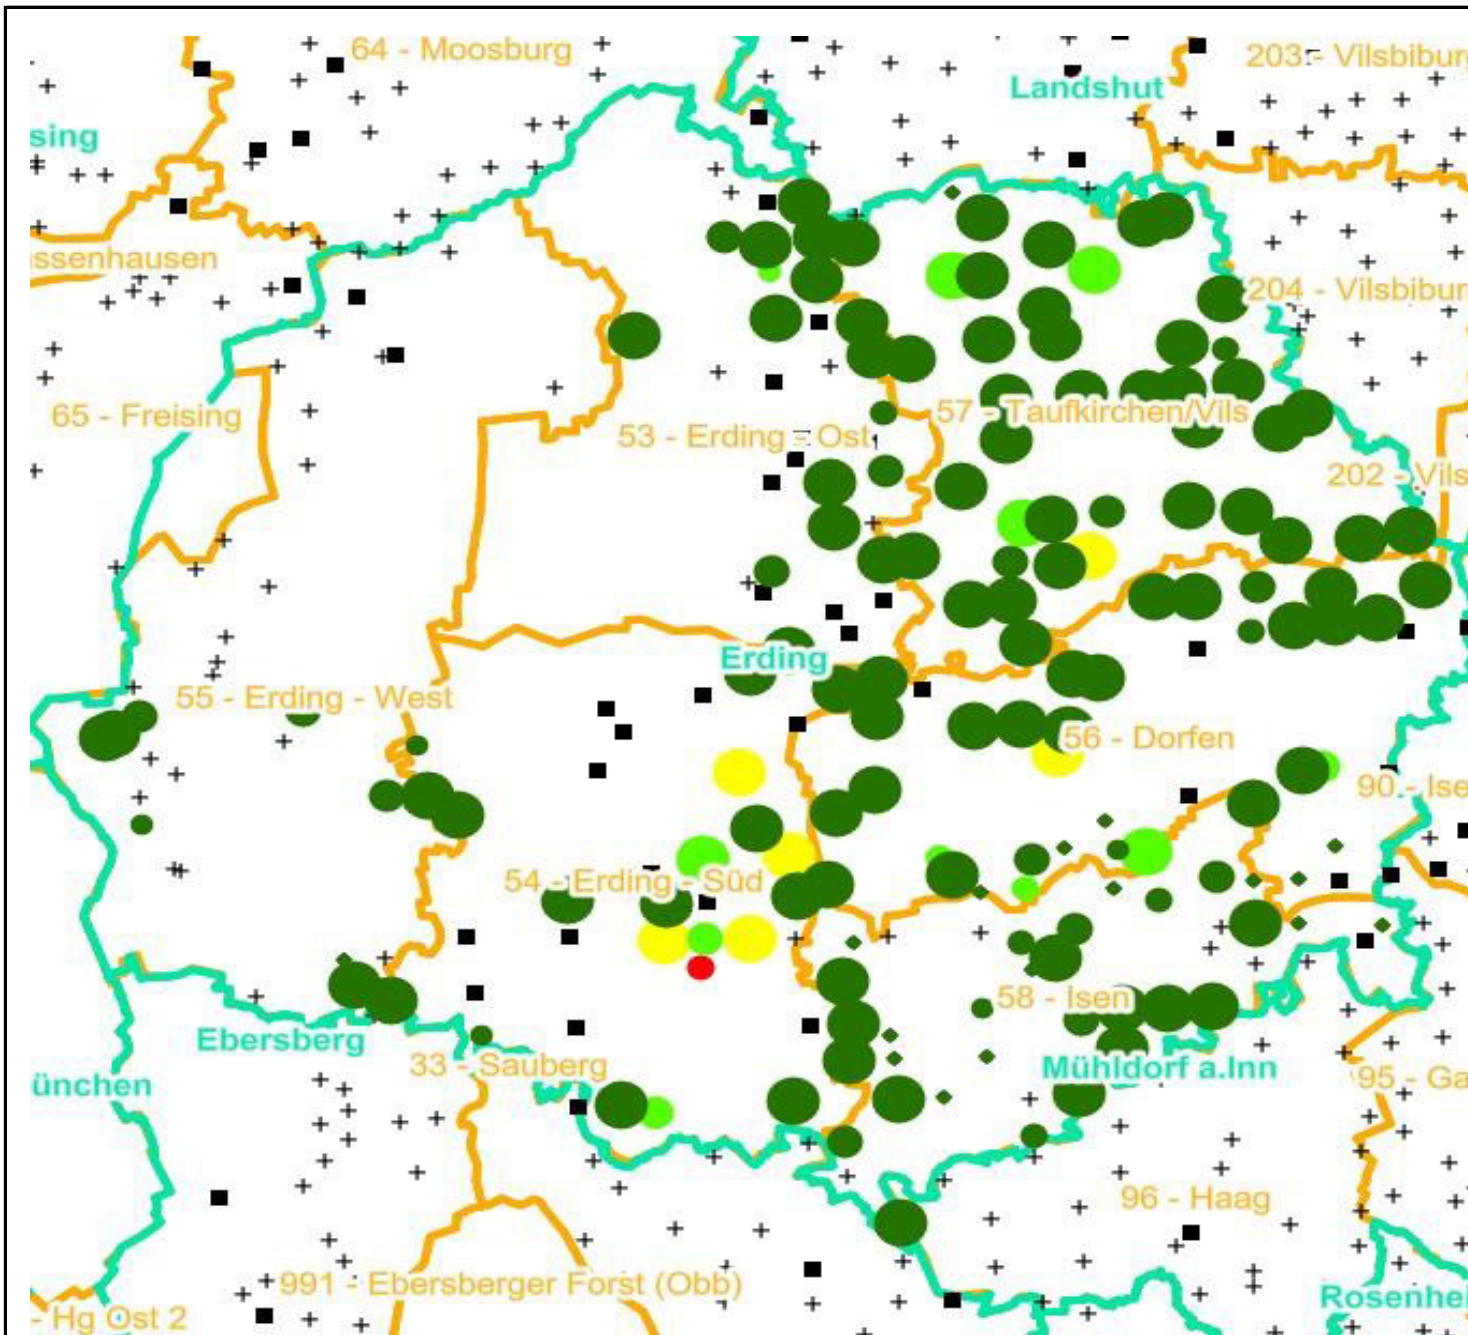 64 - Moosburg
203 - Vilsbiburg
Landshut
sing
ssenhausen
204 - Vilsbibur
65 - Freising
53 - Erding - Ost
57 - Taufkirchen/Vils
202 - Vils
Erding
55 - Erding - West
56 - Dorfen
90 - Ise
54 - Erding - Süd
58 - Isen
Ebersberg
33 - Sauberg
Mühldorf a.Inn
ünchen
95 - Ga
96 - Haag
991 - Ebersberger Forst (Obb)
Rosenhei
- Hg Ost 2